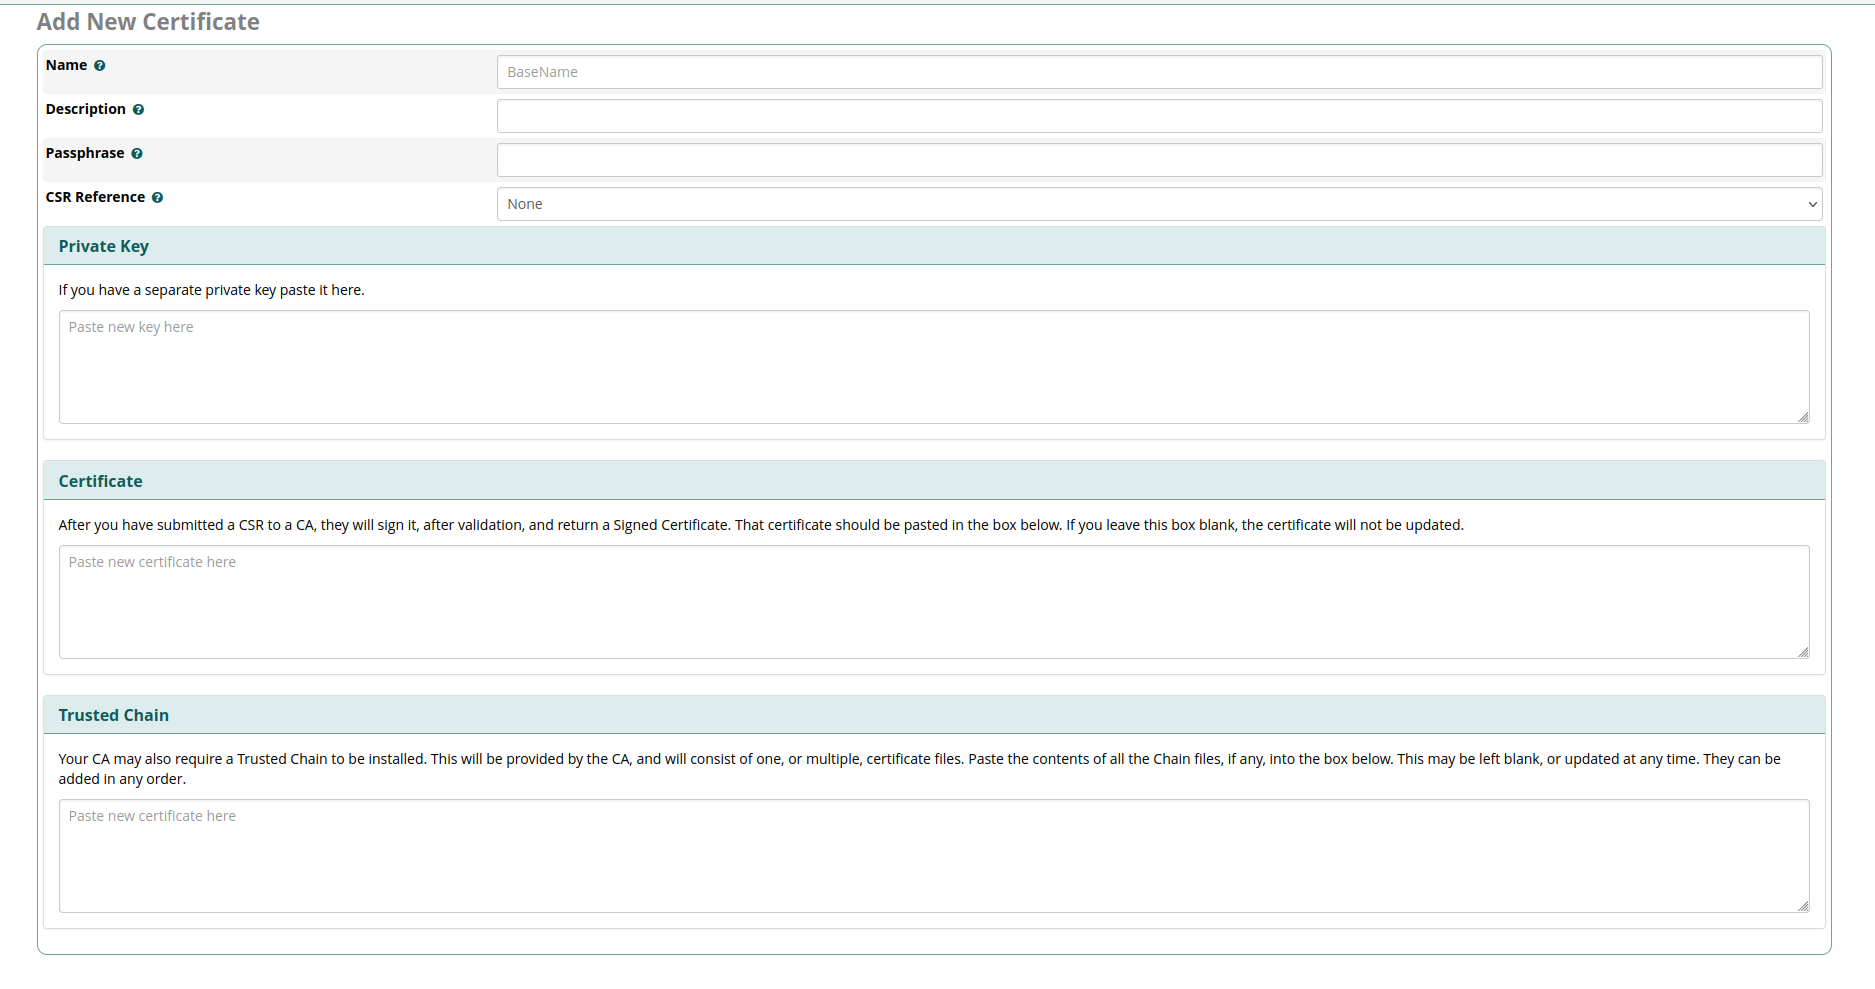 Add New Certificate
Name
BaseName
Description
Passphrase
CSR Reference
None
Private Key
If you have a separate private key paste it here.
Paste new key here
Certificate
After you have submitted a CSR to a CA, they will sign it, after validation, and return a Signed Certificate. That certificate should be pasted in the box below. If you leave this box blank, the certificate will not be updated.
Paste new certificate here
Trusted Chain
Your CA may also require a Trusted Chain to be installed. This will be provided by the CA, and will consist of one, or multiple, certificate files. Paste the contents of all the Chain files, if any, into the box below. This may be left blank, or updated at any time. They can be
added in any order.
Paste new certificate here